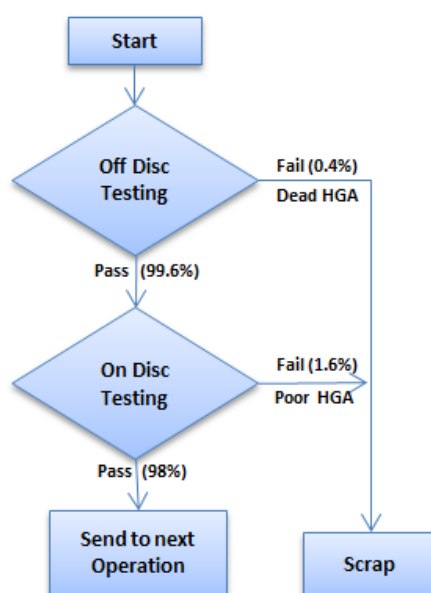 Start
Off Disc
Testing
Fail (0.4%)
Dead HGA
Pass (99.6%)
On Disc
Testing
Fail (1.6%)
Poor HGA
Pass (98%)
Send to next
Operation
Scrap